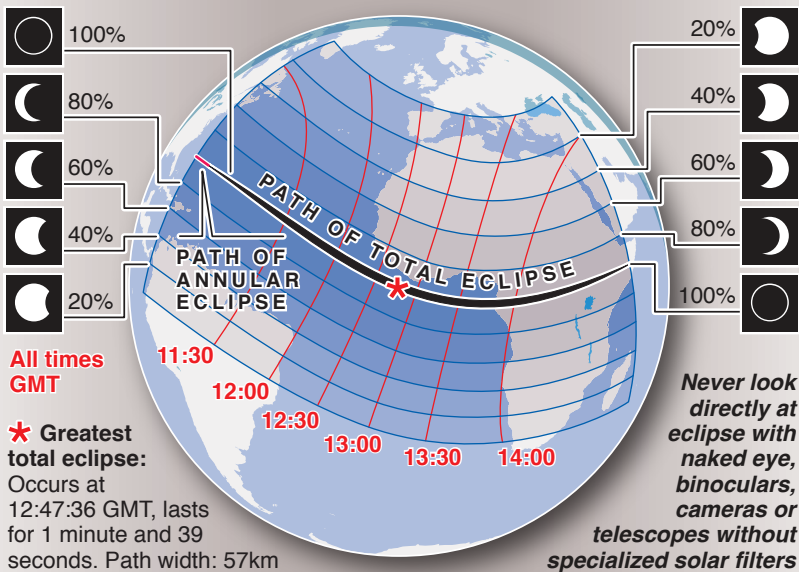 100%
80%
60%
40%
20%
20%
40%
60%
80%
100%
PATH OF TOTAL ECLIPSE
PATH OF
ANNULAR
ECLIPSE
11:30
12:00
12:30
13:00
13:30
14:00
All times
GMT
* Greatest
total eclipse:
Occurs at
12:47:36 GMT, lasts
for 1 minute and 39
seconds. Path width: 57km
Never look
directly at
eclipse with
naked eye,
binoculars,
cameras or
telescopes without
specialized solar filters